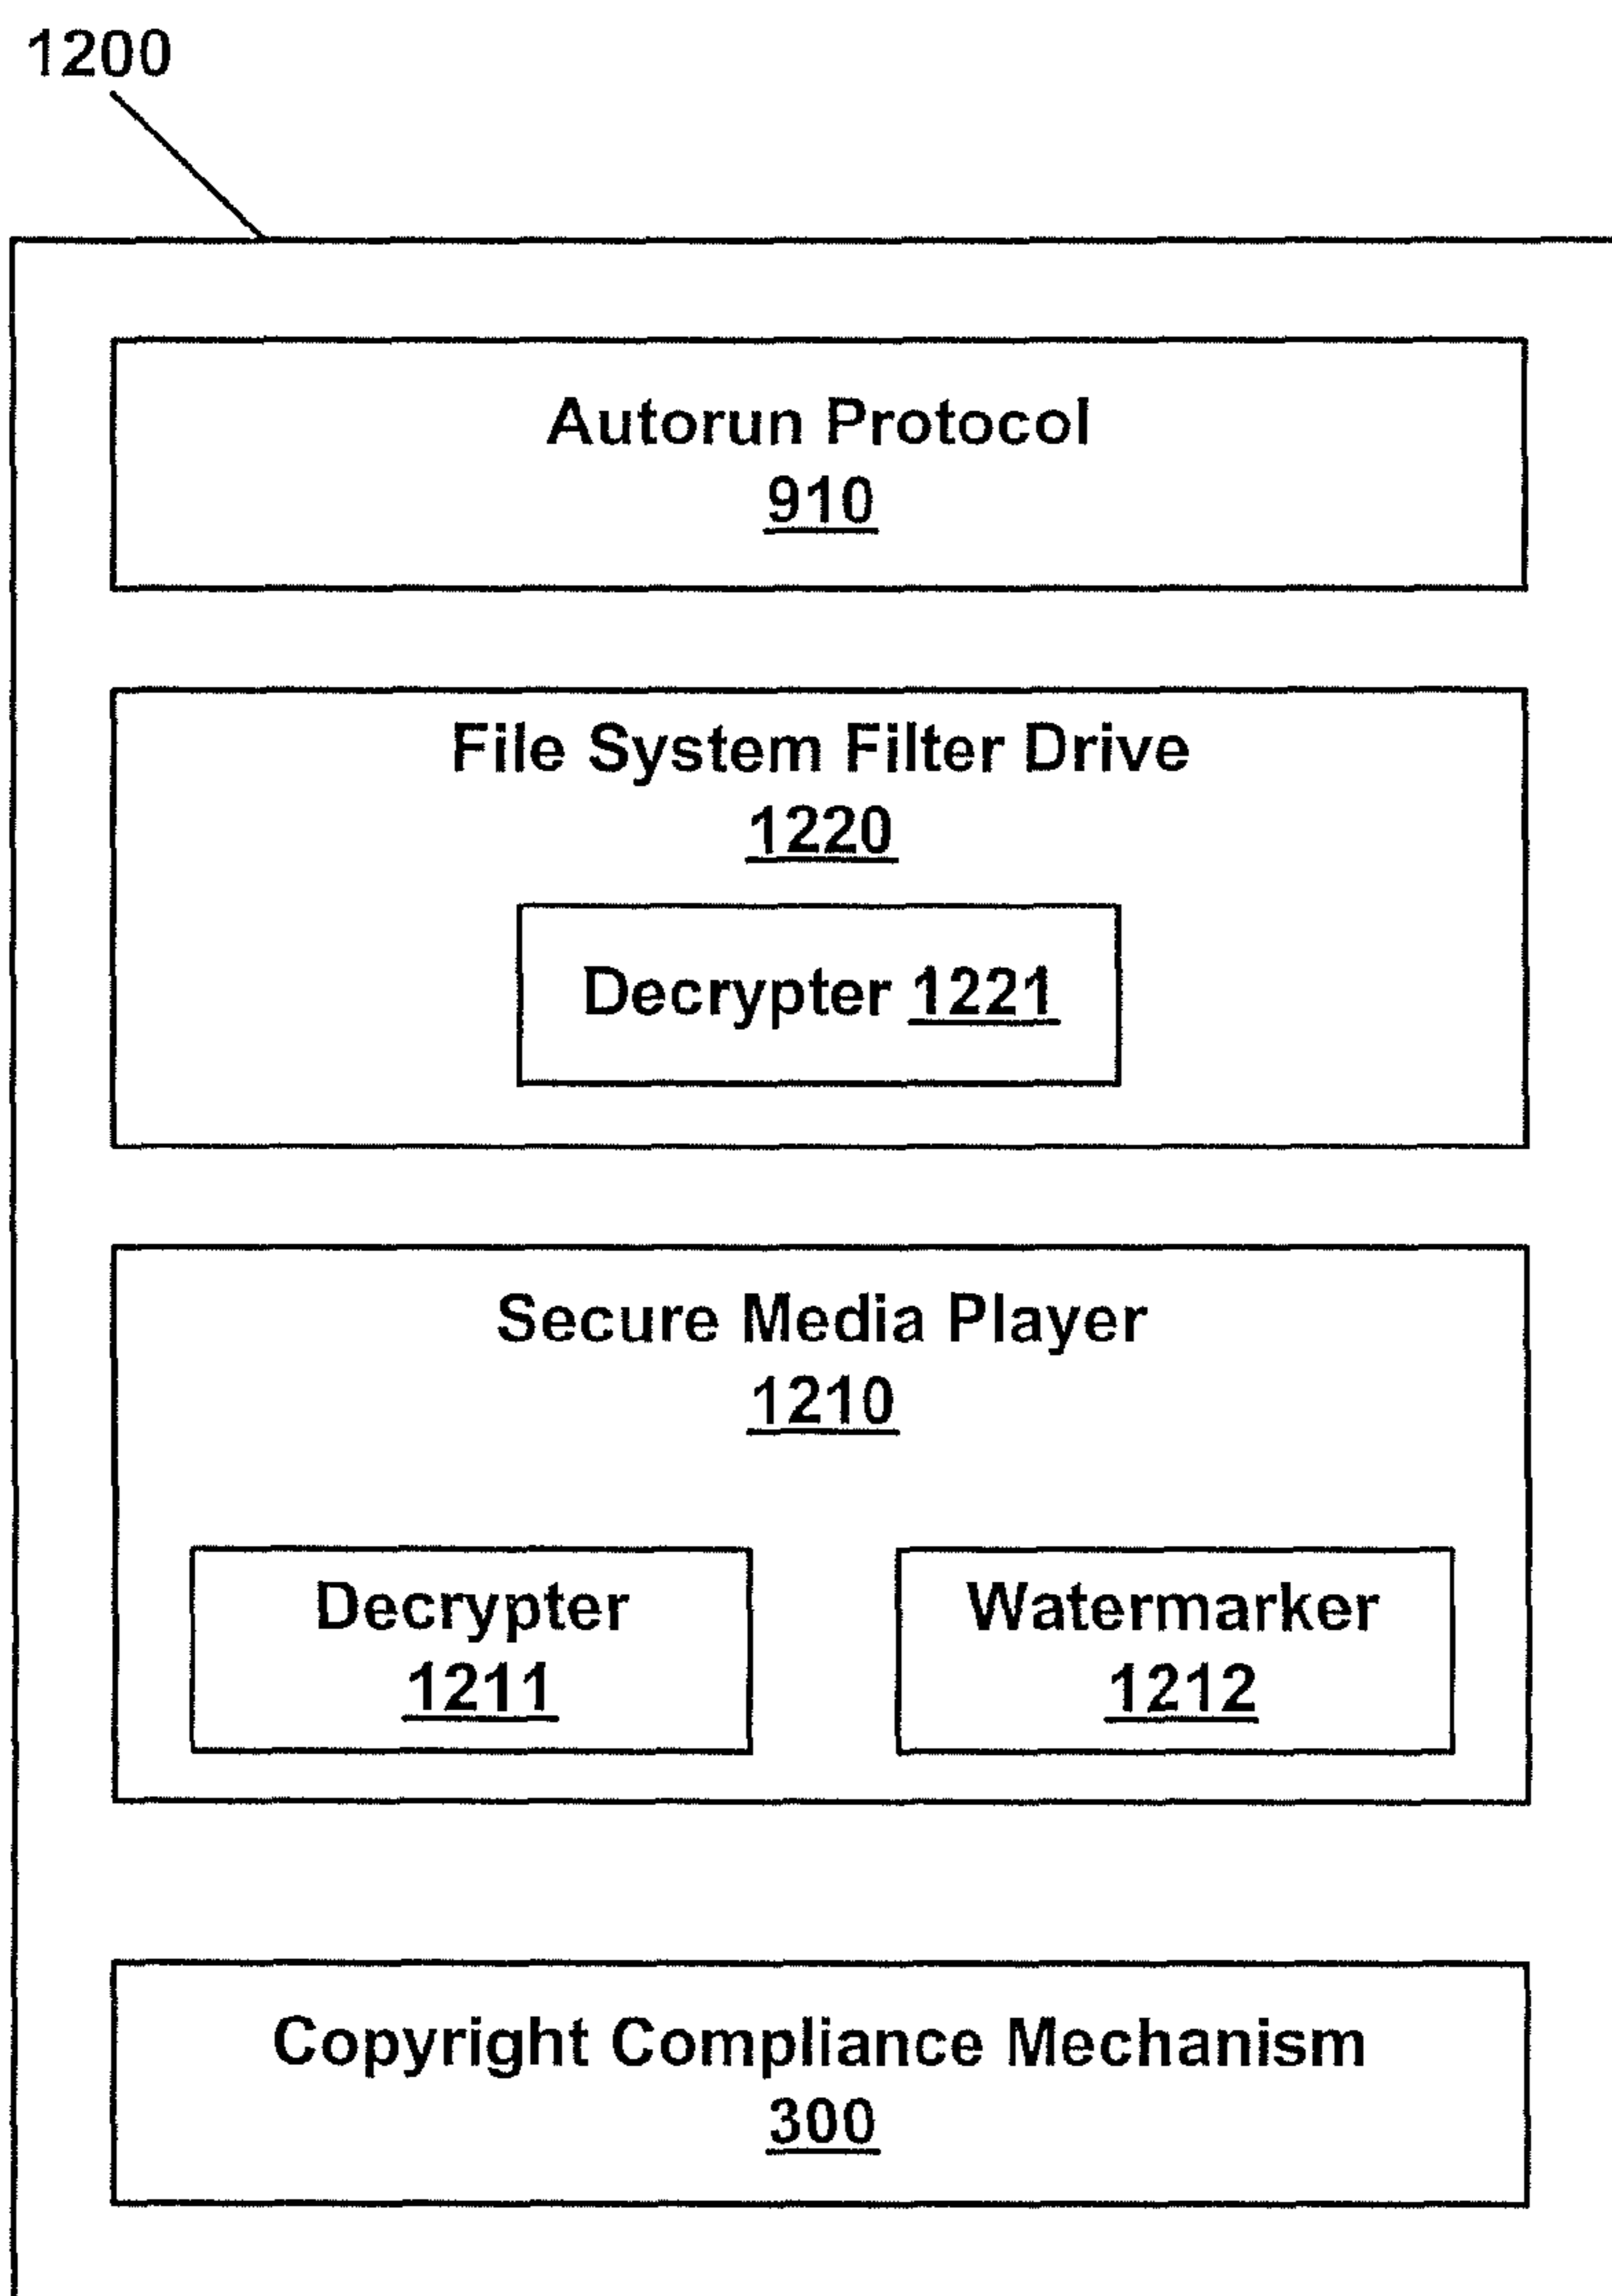 1200
Autorun Protocol
910
File System Filter Drive
1220
Decrypter 1221
Secure Media Player
1210
Decrypter
1211
Watermarker
1212
Copyright Compliance Mechanism
300